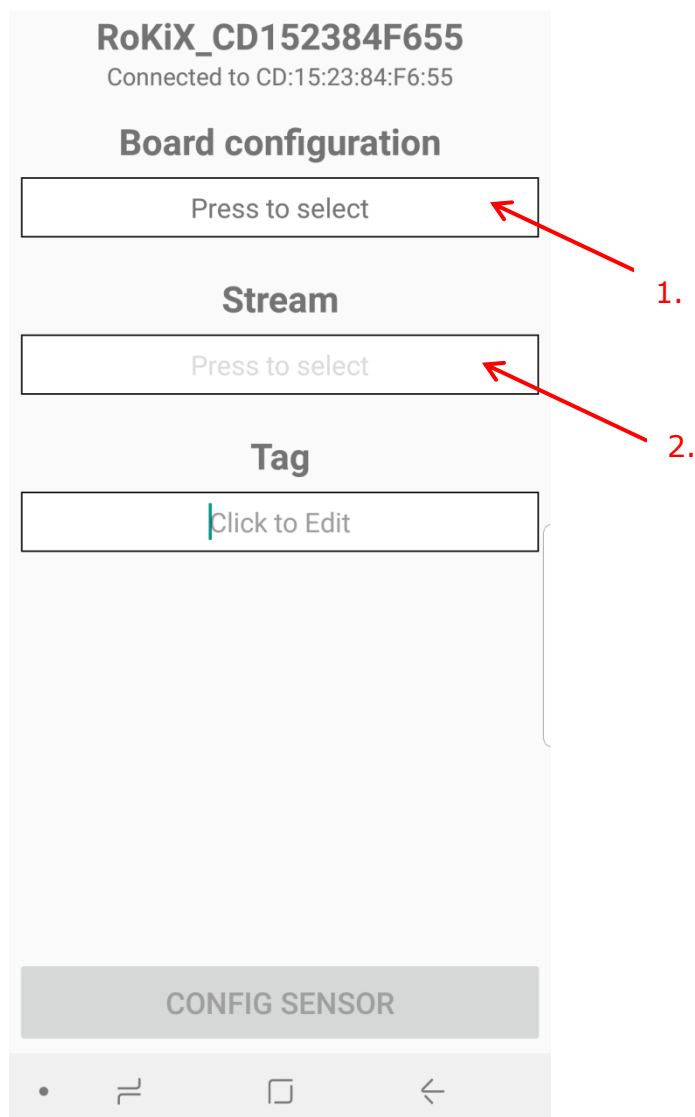 RoKiX_CD152384F655
Connected to CD:15:23:84:F6:55
Board configuration
Press to select
1.
Stream
Press to select
2.
Tag
Click to Edit
CONFIG SENSOR